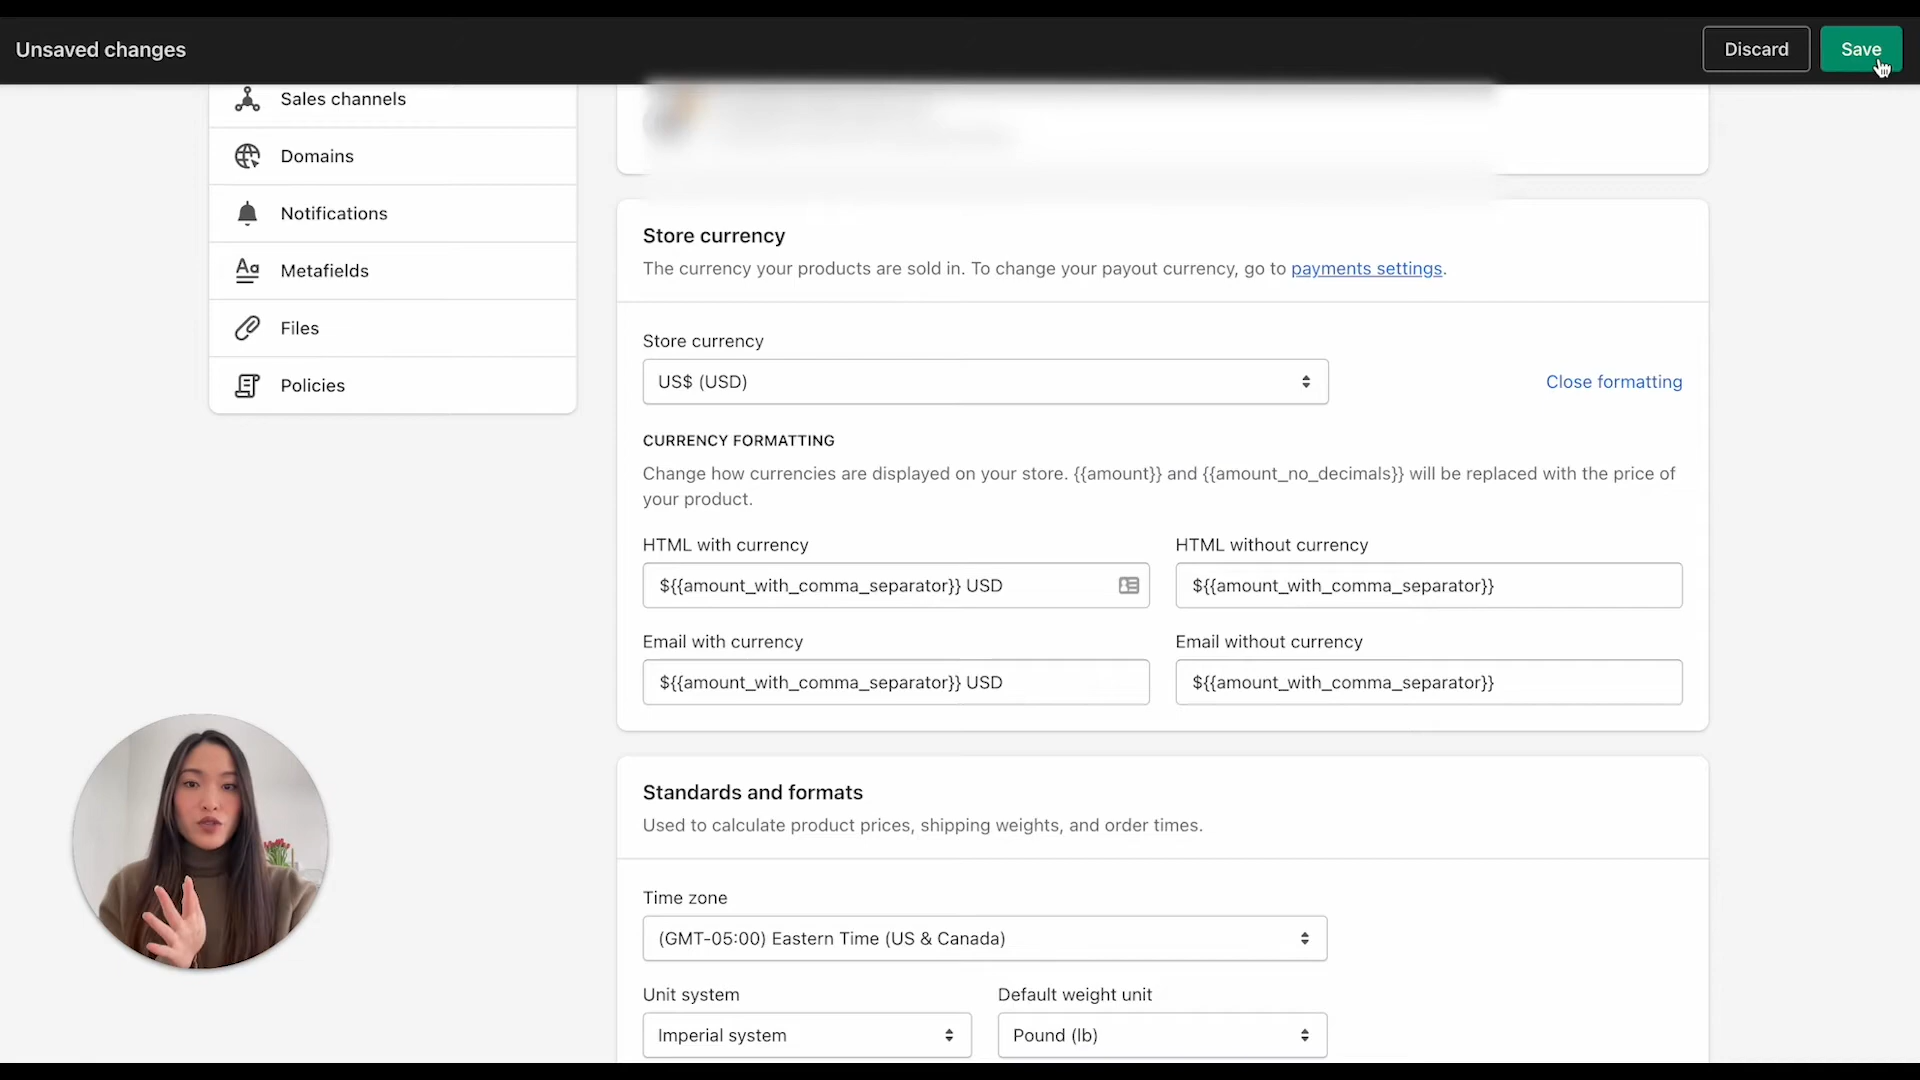 Unsaved changes
Discard
Save
Sales channels
Domains
Notifications
Metafields
Files
Policies
Store currency
The currency your products are sold in. To change your payout currency, go to payments settings.
Store currency
US$ (USD)
Close formatting
CURRENCY FORMATTING
Change how currencies are displayed on your store. {{amount}} and {{amount_no_decimals}} will be replaced with the price of
your product.
HTML with currency
HTML without currency
${{amount_with_comma_separator}} USD
${{amount_with_comma_separator}}
Email with currency
Email without currency
${{amount_with_comma_separator}} USD
${{amount_with_comma_separator}}
Standards and formats
Used to calculate product prices, shipping weights, and order times.
Time zone
(GMT-05:00) Eastern Time (US & Canada)
Unit system
Default weight unit
Imperial system
Pound (lb)